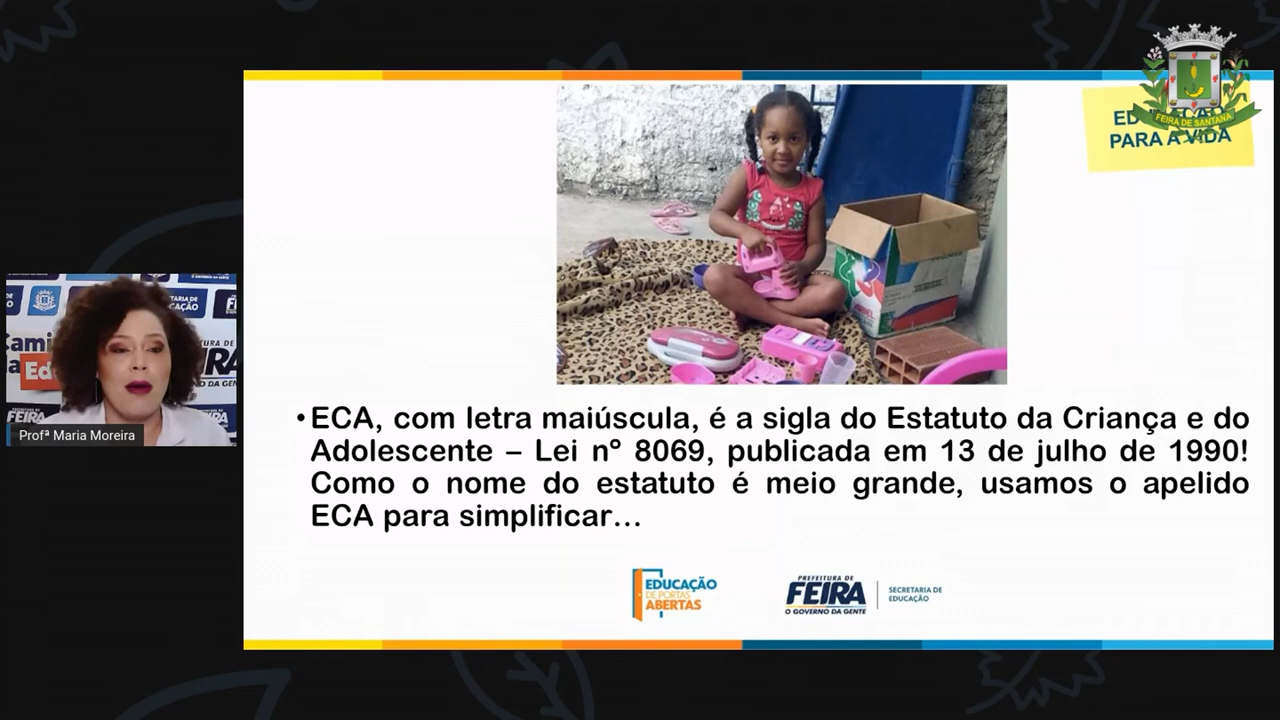 FEIRA DE SANTANA
PARA A VIDA
• ECA, com letra maiúscula, é a sigla do Estatuto da Criança e do
Adolescente – Lei nº 8069, publicada em 13 de julho de 1990!
Como o nome do estatuto é meio grande, usamos o apelido
ECA para simplificar...
Profª Maria Moreira
EDUCAÇÃO
DE PORTAS
ABERTAS
PREFEITURA DE
FEIRA
O GOVERNO DA GENTE
SECRETARIA DE
EDUCAÇÃO